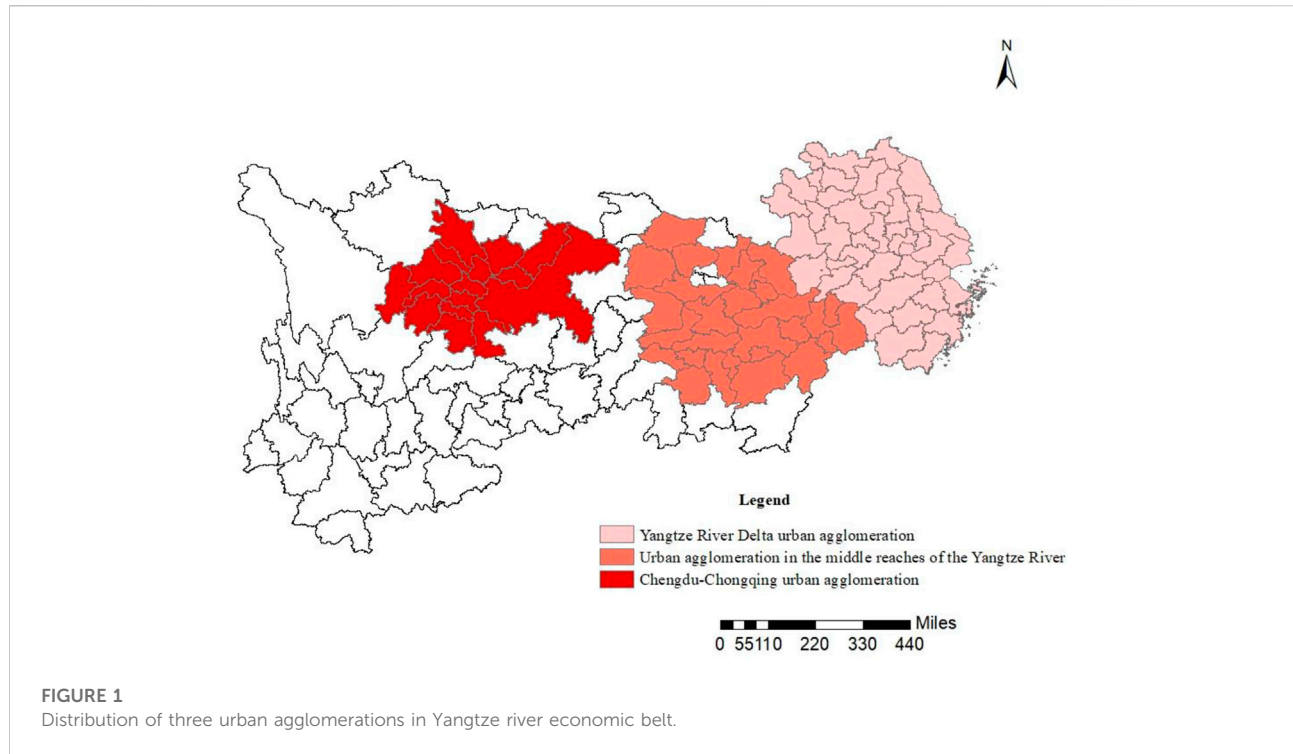 N
Legend
Yangtze River Delta urban agglomeration
Urban agglomeration in the middle reaches of the Yangtze River
Chengdu-Chongqing urban agglomeration
Miles
0 55110 220 330 440
FIGURE 1
Distribution of three urban agglomerations in Yangtze river economic belt.